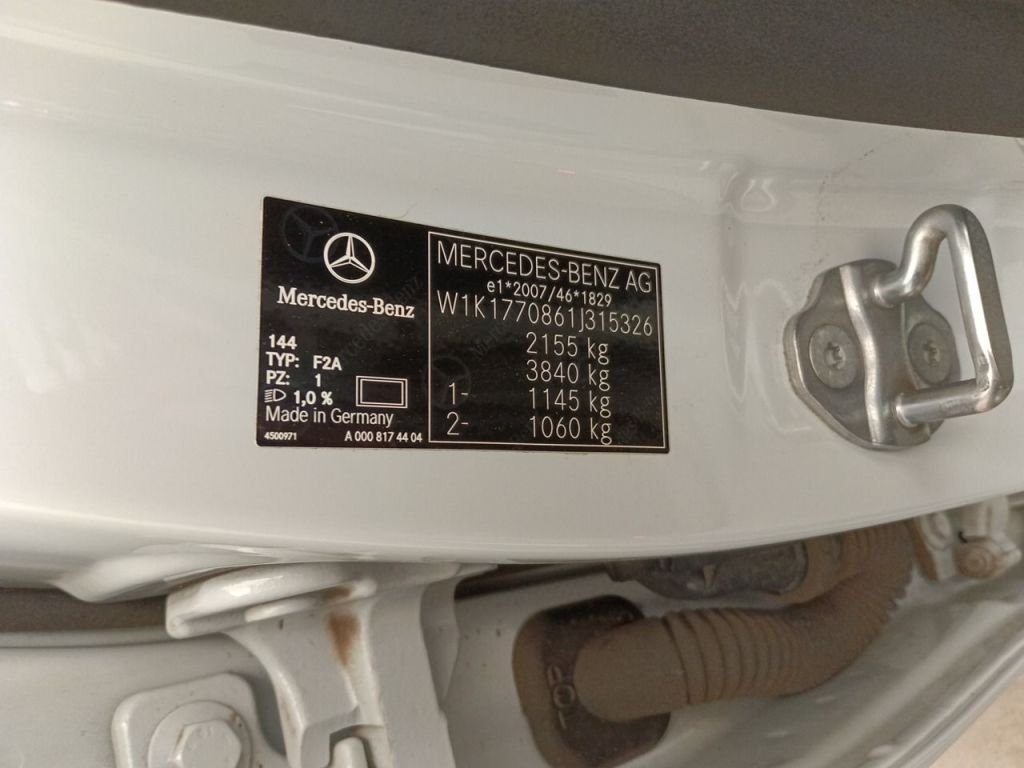 Mercedes-Benz
144
TYP: F2A
PZ: 1
1,0 %
Made in Germany
4500971 A 000 817 44 04
MERCEDES-BENZ AG
e1*2007/46*1829
W1K1770861J315326
2155 kg
3840 kg
1- 1145 kg
2- 1060 kg